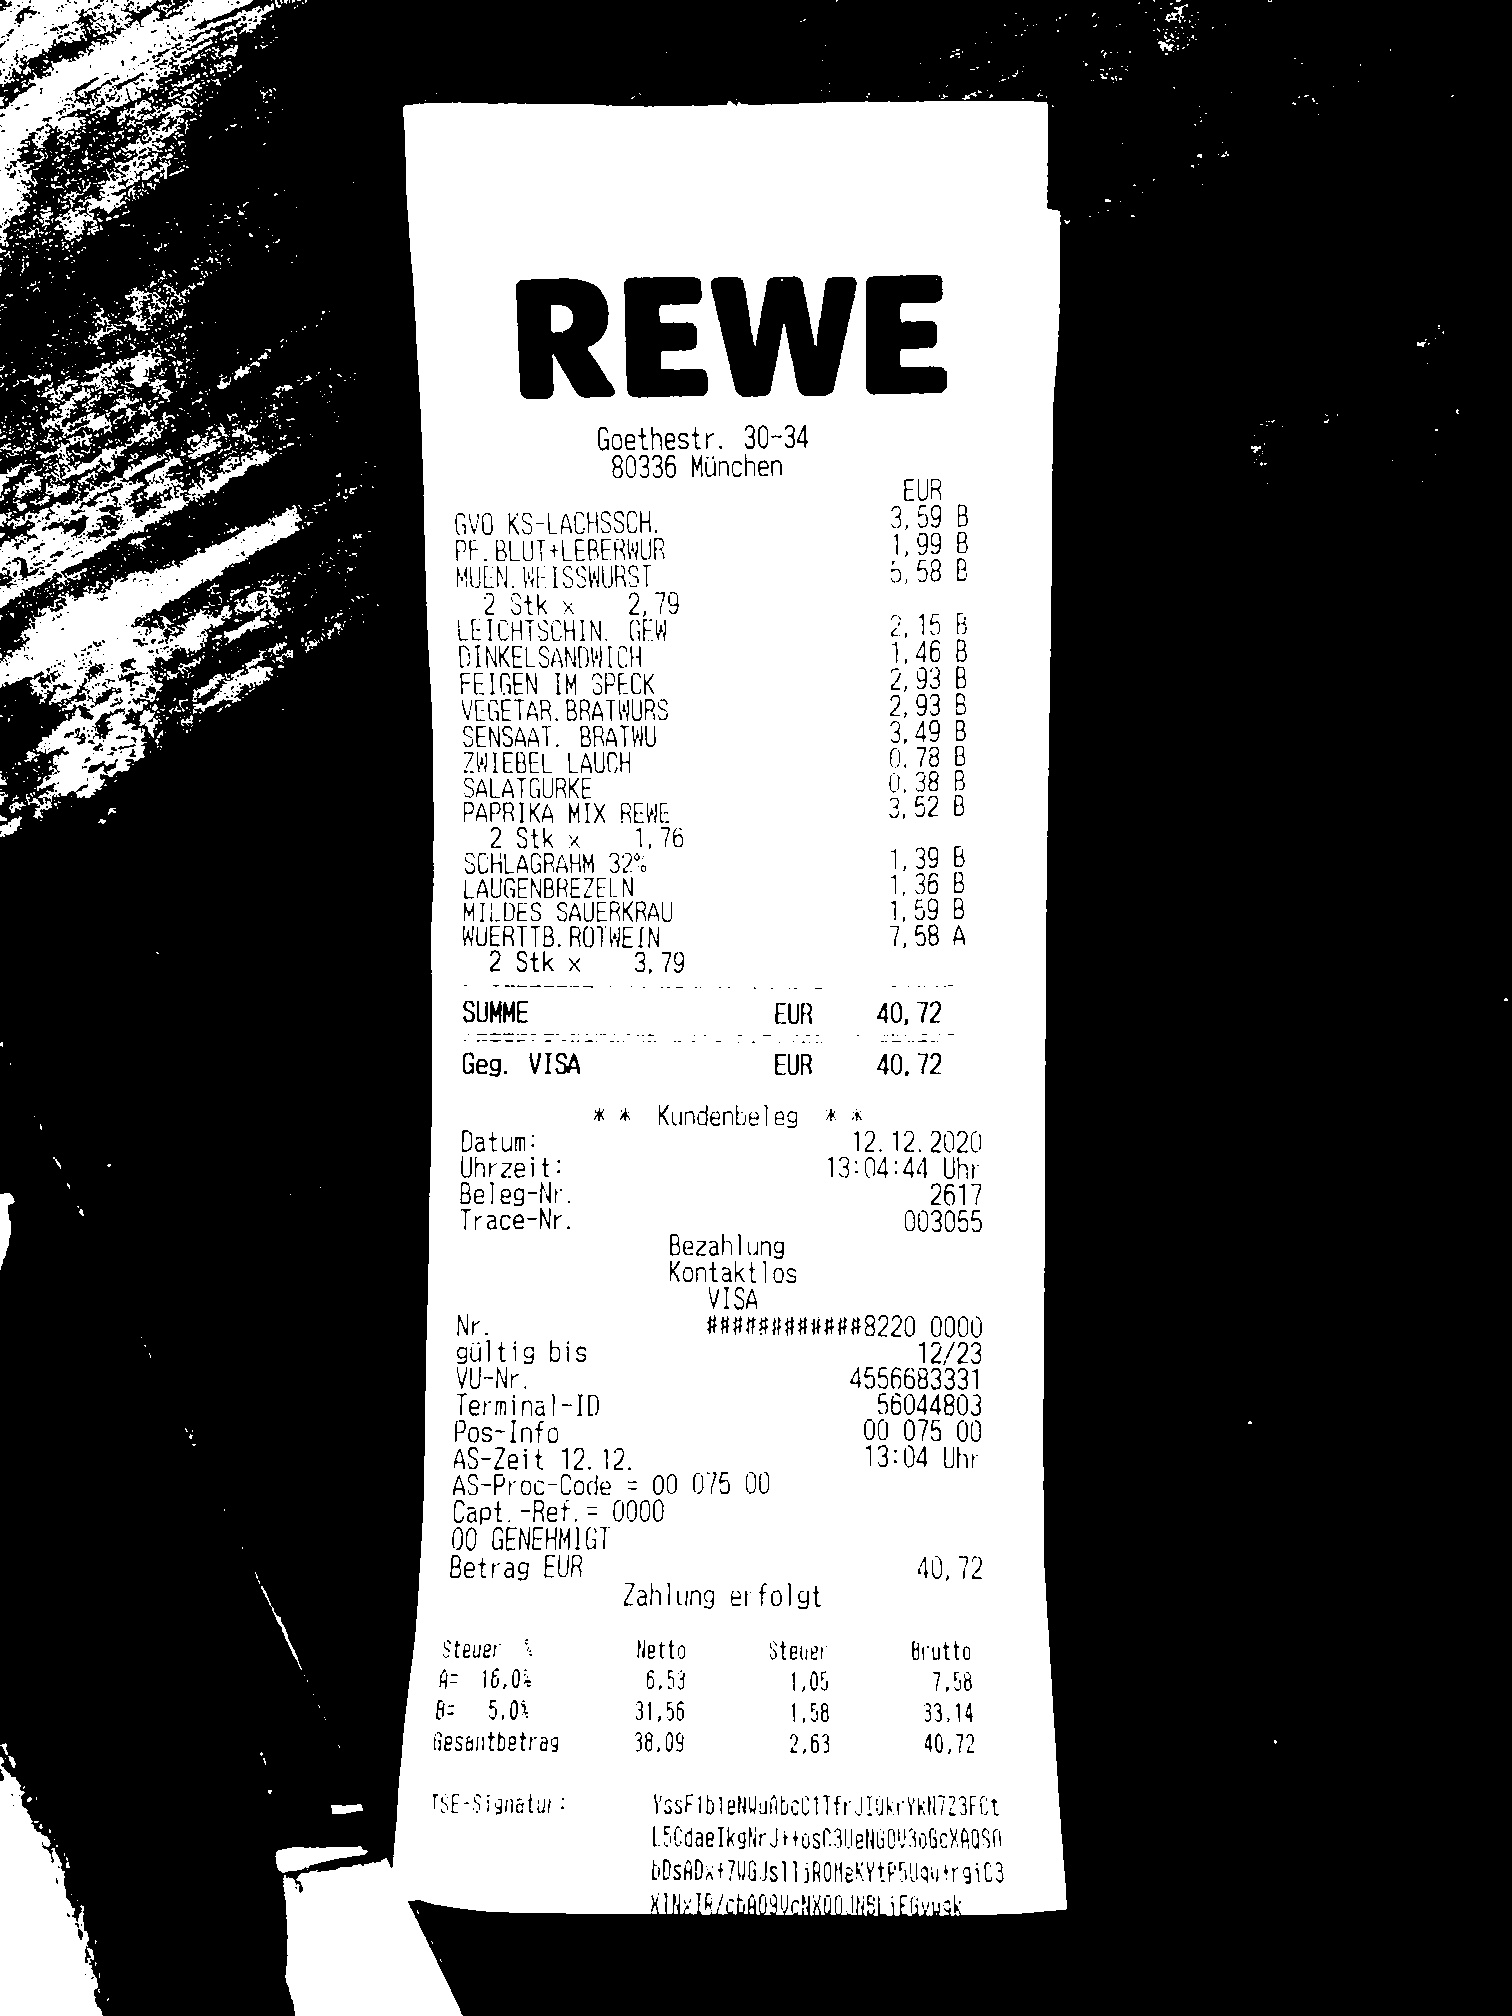 REWE
Goethestr. 30-34
80336 München
EUR
GVO KS-LACHSSCH. 3,59 B
PF.BLUT+LEBERWUR 1,99 B
MUEN.WEISSWURST 5,58 B
2 Stk x 2,79
LEICHTSCHIN. GEW 2,15 B
DINKELSANDWICH 1,46 B
FEIGEN IM SPECK 2,93 B
VEGETAR.BRATWURS 2,93 B
SENSAAT. BRATWU 3,49 B
ZWIEBEL LAUCH 0,78 B
SALATGURKE 0,38 B
PAPRIKA MIX REWE 3,52 B
2 Stk x 1,76
SCHLAGRAHM 32% 1,39 B
LAUGENBREZELN 1,36 B
MILDES SAUERKRAU 1,59 B
WUERTTB.ROTWEIN 7,58 A
2 Stk x 3,79
SUMME EUR 40,72
Geg. VISA EUR 40,72
* * Kundenbeleg * *
Datum: 12.12.2020
Uhrzeit: 13:04:44 Uhr
Beleg-Nr. 2617
Trace-Nr. 003055
Bezahlung
Kontaktlos
VISA
Nr. ############8220 0000
gültig bis 12/23
VU-Nr. 4556683331
Terminal-ID 56044803
Pos-Info 00 075 00
AS-Zeit 12.12. 13:04 Uhr
AS-Proc-Code = 00 075 00
Capt.-Ref.= 0000
00 GENEHMIGT
Betrag EUR 40,72
Zahlung erfolgt
Steuer % Netto Steuer Brutto
A= 16,0% 6,53 1,05 7,58
B= 5,0% 31,56 1,58 33,14
Gesamtbetrag 38,09 2,63 40,72
TSE-Signatur: